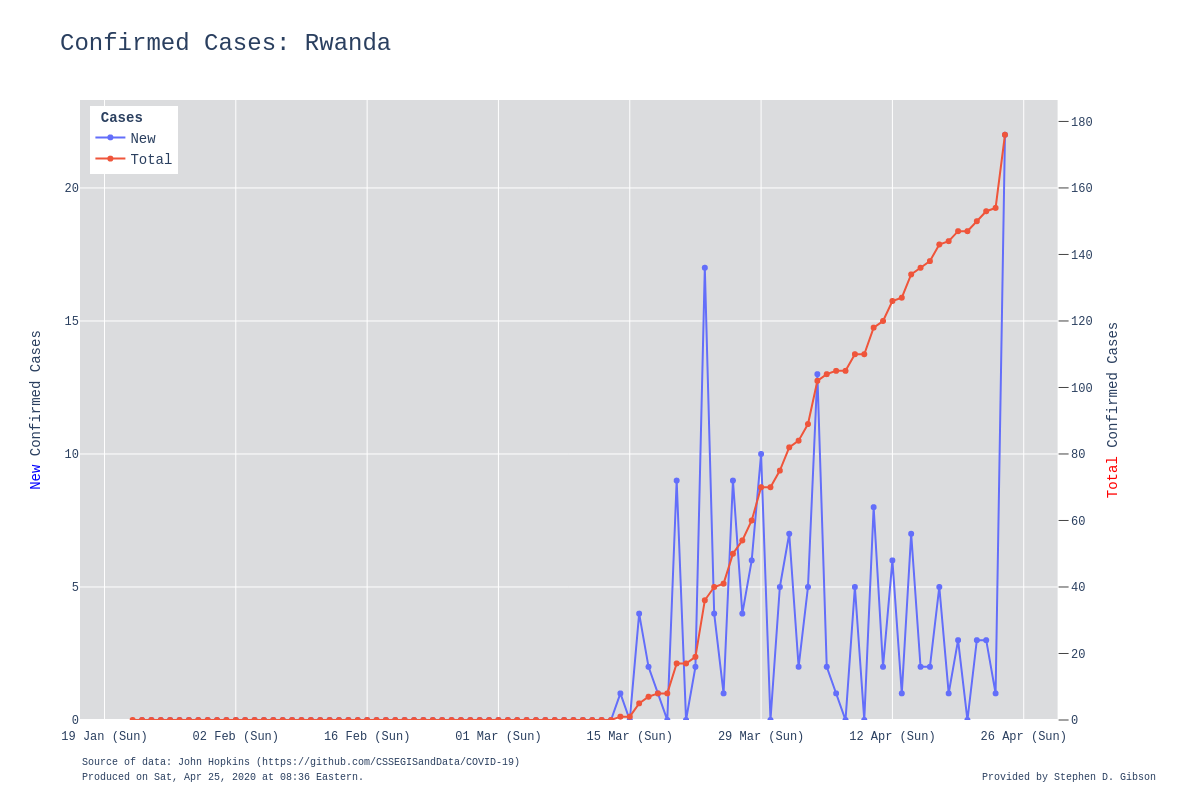 Confirmed Cases: Rwanda
Cases
New
Total
180
160
140
120
100
80
60
40
20
0
20
15
10
5
0
New Confirmed Cases
Total Confirmed Cases
19 Jan (Sun) 02 Feb (Sun) 16 Feb (Sun) 01 Mar (Sun) 15 Mar (Sun) 29 Mar (Sun) 12 Apr (Sun) 26 Apr (Sun)
Source of data: John Hopkins (https://github.com/CSSEGISandData/COVID-19)
Produced on Sat, Apr 25, 2020 at 08:36 Eastern.
Provided by Stephen D. Gibson